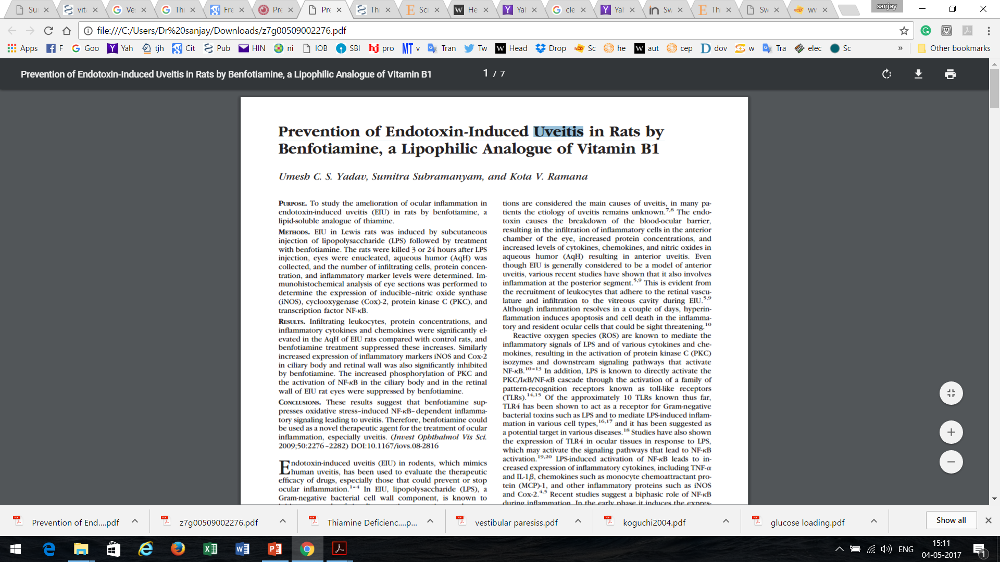 Su
vit
Ve
Thi
Fre
Pre
Pre
Thi
Sci
He
Yal
cle
Yal
Sw
Th
Sw
wv
sanjay
file:///C:/Users/Dr%20sanjay/Downloads/z7g00509002276.pdf
Apps F Goo Yah tjh Cit Pub HIN ni IOB SBI pro v Tran Tw Head Drop Sc he aut cep dov w Tra elec Sc » Other bookmarks
Prevention of Endotoxin-Induced Uveitis in Rats by Benfotiamine, a Lipophilic Analogue of Vitamin B1
1 / 7
Prevention of Endotoxin-Induced Uveitis in Rats by
Benfotiamine, a Lipophilic Analogue of Vitamin B1
Umesh C. S. Yadav, Sumitra Subramanyam, and Kota V. Ramana
PURPOSE. To study the amelioration of ocular inflammation in
endotoxin-induced uveitis (EIU) in rats by benfotiamine, a
lipid-soluble analogue of thiamine.
METHODS. EIU in Lewis rats was induced by subcutaneous
injection of lipopolysaccharide (LPS) followed by treatment
with benfotiamine. The rats were killed 3 or 24 hours after LPS
injection, eyes were enucleated, aqueous humor (AqH) was
collected, and the number of infiltrating cells, protein concen-
tration, and inflammatory marker levels were determined. Im-
munohistochemical analysis of eye sections was performed to
determine the expression of inducible–nitric oxide synthase
(iNOS), cyclooxygenase (Cox)-2, protein kinase C (PKC), and
transcription factor NF-κB.
RESULTS. Infiltrating leukocytes, protein concentrations, and
inflammatory cytokines and chemokines were significantly el-
evated in the AqH of EIU rats compared with control rats, and
benfotiamine treatment suppressed these increases. Similarly
increased expression of inflammatory markers iNOS and Cox-2
in ciliary body and retinal wall was also significantly inhibited
by benfotiamine. The increased phosphorylation of PKC and
the activation of NF-κB in the ciliary body and in the retinal
wall of EIU rat eyes were suppressed by benfotiamine.
CONCLUSIONS. These results suggest that benfotiamine sup-
presses oxidative stress–induced NF-κB–dependent inflamma-
tory signaling leading to uveitis. Therefore, benfotiamine could
be used as a novel therapeutic agent for the treatment of ocular
inflammation, especially uveitis. (Invest Ophthalmol Vis Sci.
2009;50:2276–2282) DOI:10.1167/iovs.08-2816
Endotoxin-induced uveitis (EIU) in rodents, which mimics
human uveitis, has been used to evaluate the therapeutic
efficacy of drugs, especially those that could prevent or stop
ocular inflammation.1–4 In EIU, lipopolysaccharide (LPS), a
Gram-negative bacterial cell wall component, is known to
tions are considered the main causes of uveitis, in many pa-
tients the etiology of uveitis remains unknown.7,8 The endo-
toxin causes the breakdown of the blood-ocular barrier,
resulting in the infiltration of inflammatory cells in the anterior
chamber of the eye, increased protein concentrations, and
increased levels of cytokines, chemokines, and nitric oxides in
aqueous humor (AqH) resulting in anterior uveitis. Even
though EIU is generally considered to be a model of anterior
uveitis, various recent studies have shown that it also involves
inflammation at the posterior segment.5,9 This is evident from
the recruitment of leukocytes that adhere to the retinal vascu-
lature and infiltration to the vitreous cavity during EIU.5,9
Although inflammation resolves in a couple of days, hyperin-
flammation induces apoptosis and cell death in the inflamma-
tory and resident ocular cells that could be sight threatening.10
Reactive oxygen species (ROS) are known to mediate the
inflammatory signals of LPS and of various cytokines and che-
mokines, resulting in the activation of protein kinase C (PKC)
isozymes and downstream signaling pathways that activate
NF-κB.10–13 In addition, LPS is known to directly activate the
PKC/IκB/NF-κB cascade through the activation of a family of
pattern-recognition receptors known as toll-like receptors
(TLRs).14,15 Of the approximately 10 TLRs known thus far,
TLR4 has been shown to act as a receptor for Gram-negative
bacterial toxins such as LPS and to mediate LPS-induced inflam-
mation in various cell types,16,17 and it has been suggested as
a potential target in various diseases.18 Studies have also shown
the expression of TLR4 in ocular tissues in response to LPS,
which may activate the signaling pathways that lead to NF-κB
activation.19,20 LPS-induced activation of NF-κB leads to in-
creased expression of inflammatory cytokines, including TNF-α
and IL-1β, chemokines such as monocyte chemoattractant pro-
tein (MCP)-1, and other inflammatory proteins such as iNOS
and Cox-2.4,5 Recent studies suggest a biphasic role of NF-κB
during inflammation. In the early phase it induces the expres-
Prevention of End....pdf
z7g00509002276.pdf
Thiamine Deficienc....p...
vestibular paresiss.pdf
koguchi2004.pdf
glucose loading.pdf
Show all
ENG
15:11
04-05-2017
1